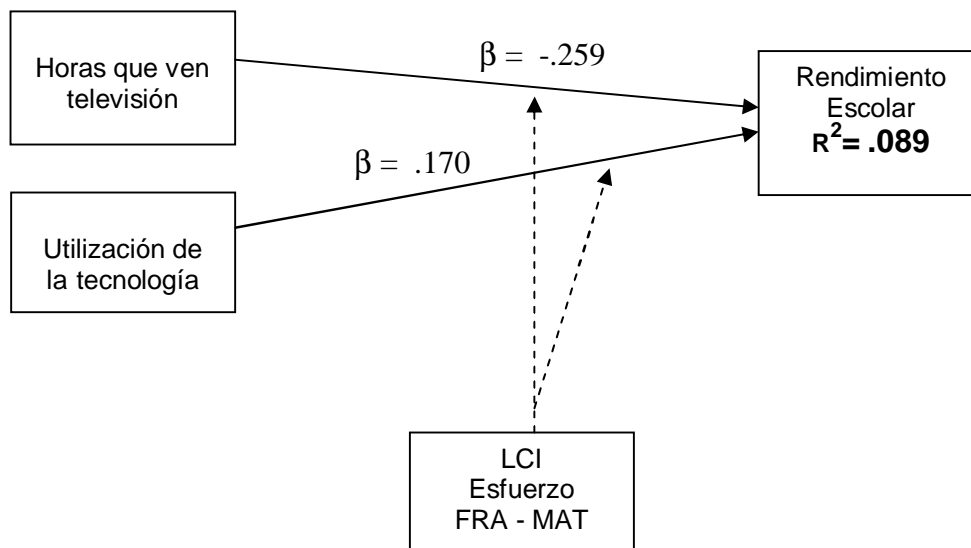 Horas que ven
televisión
β = -.259
Rendimiento
Escolar
R²= .089
β = .170
Utilización de
la tecnología
LCI
Esfuerzo
FRA - MAT